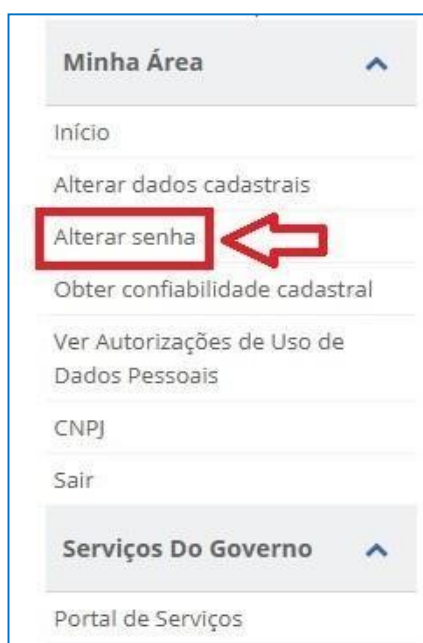 Minha Área
Início
Alterar dados cadastrais
Alterar senha
Obter confiabilidade cadastral
Ver Autorizações de Uso de
Dados Pessoais
CNPJ
Sair
Serviços Do Governo
Portal de Serviços